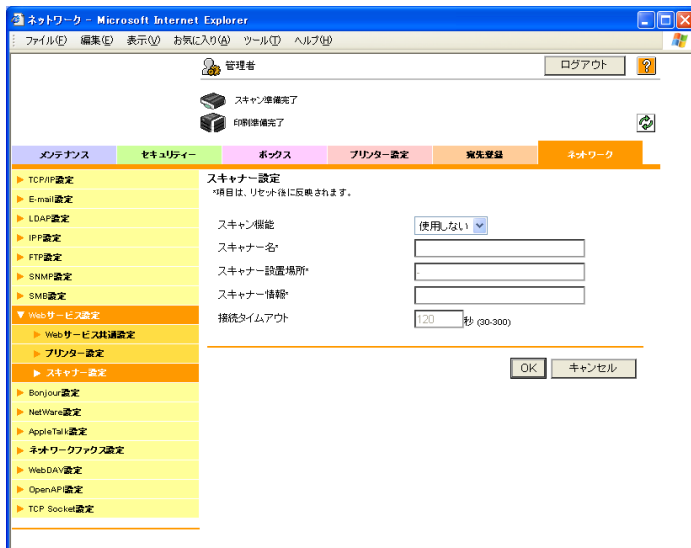 ネットワーク - Microsoft Internet Explorer
ファイル(F) 編集(E) 表示(V) お気に入り(A) ツール(T) ヘルプ(H)
管理者
ログアウト
?
スキャン準備完了
印刷準備完了
メンテナンス セキュリティー ボックス プリンター設定 宛先登録 ネットワーク
TCP/IP設定
E-mail設定
LDAP設定
IPP設定
FTP設定
SNMP設定
SMB設定
Webサービス設定
Webサービス共通設定
プリンター設定
スキャナー設定
Bonjour設定
NetWare設定
AppleTalk設定
ネットワークファクス設定
WebDAV設定
OpenAPI設定
TCP Socket設定
スキャナー設定
*項目は、リセット後に反映されます。
スキャン機能 使用しない
スキャナー名*
スキャナー設置場所* -
スキャナー情報*
接続タイムアウト 120 秒 (30-300)
OK キャンセル